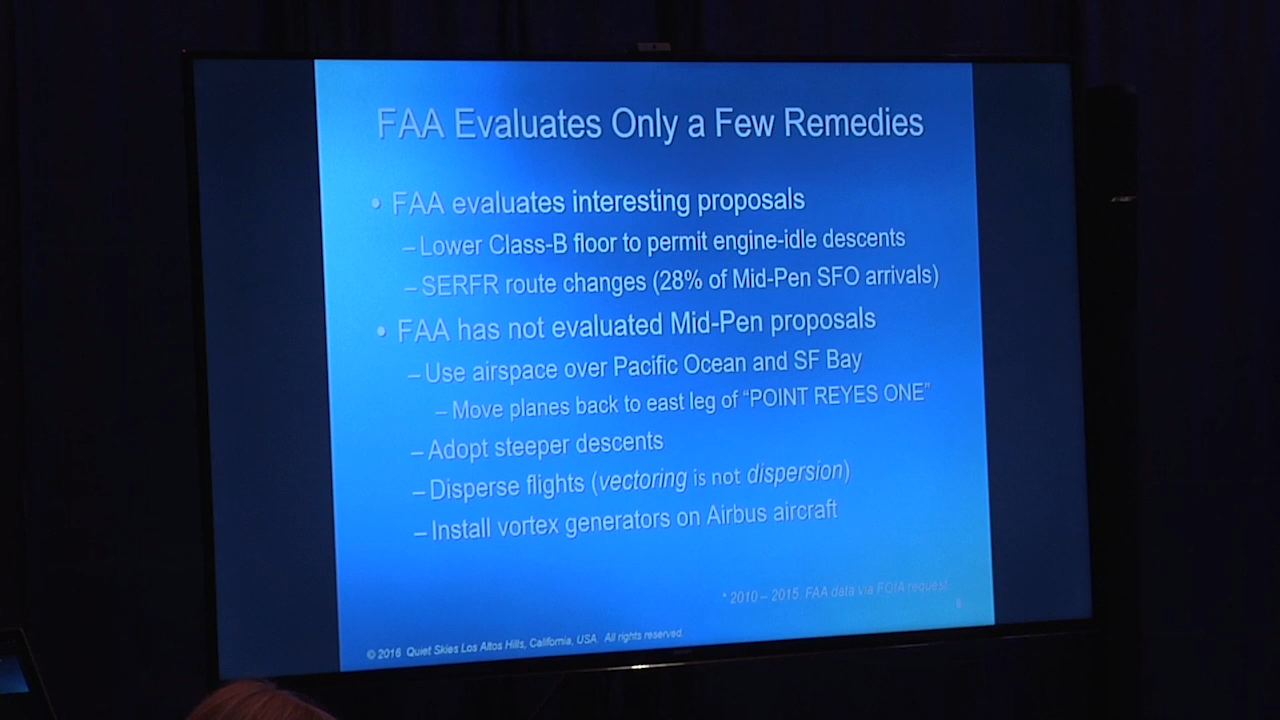 FAA Evaluates Only a Few Remedies
• FAA evaluates interesting proposals
– Lower Class-B floor to permit engine-idle descents
– SERFR route changes (28% of Mid-Pen SFO arrivals)
• FAA has not evaluated Mid-Pen proposals
– Use airspace over Pacific Ocean and SF Bay
– Move planes back to east leg of “POINT REYES ONE”
– Adopt steeper descents
– Disperse flights (vectoring is not dispersion)
– Install vortex generators on Airbus aircraft
* 2010 – 2015. FAA data via FOIA request.
© 2016 Quiet Skies Los Altos Hills, California, USA. All rights reserved.